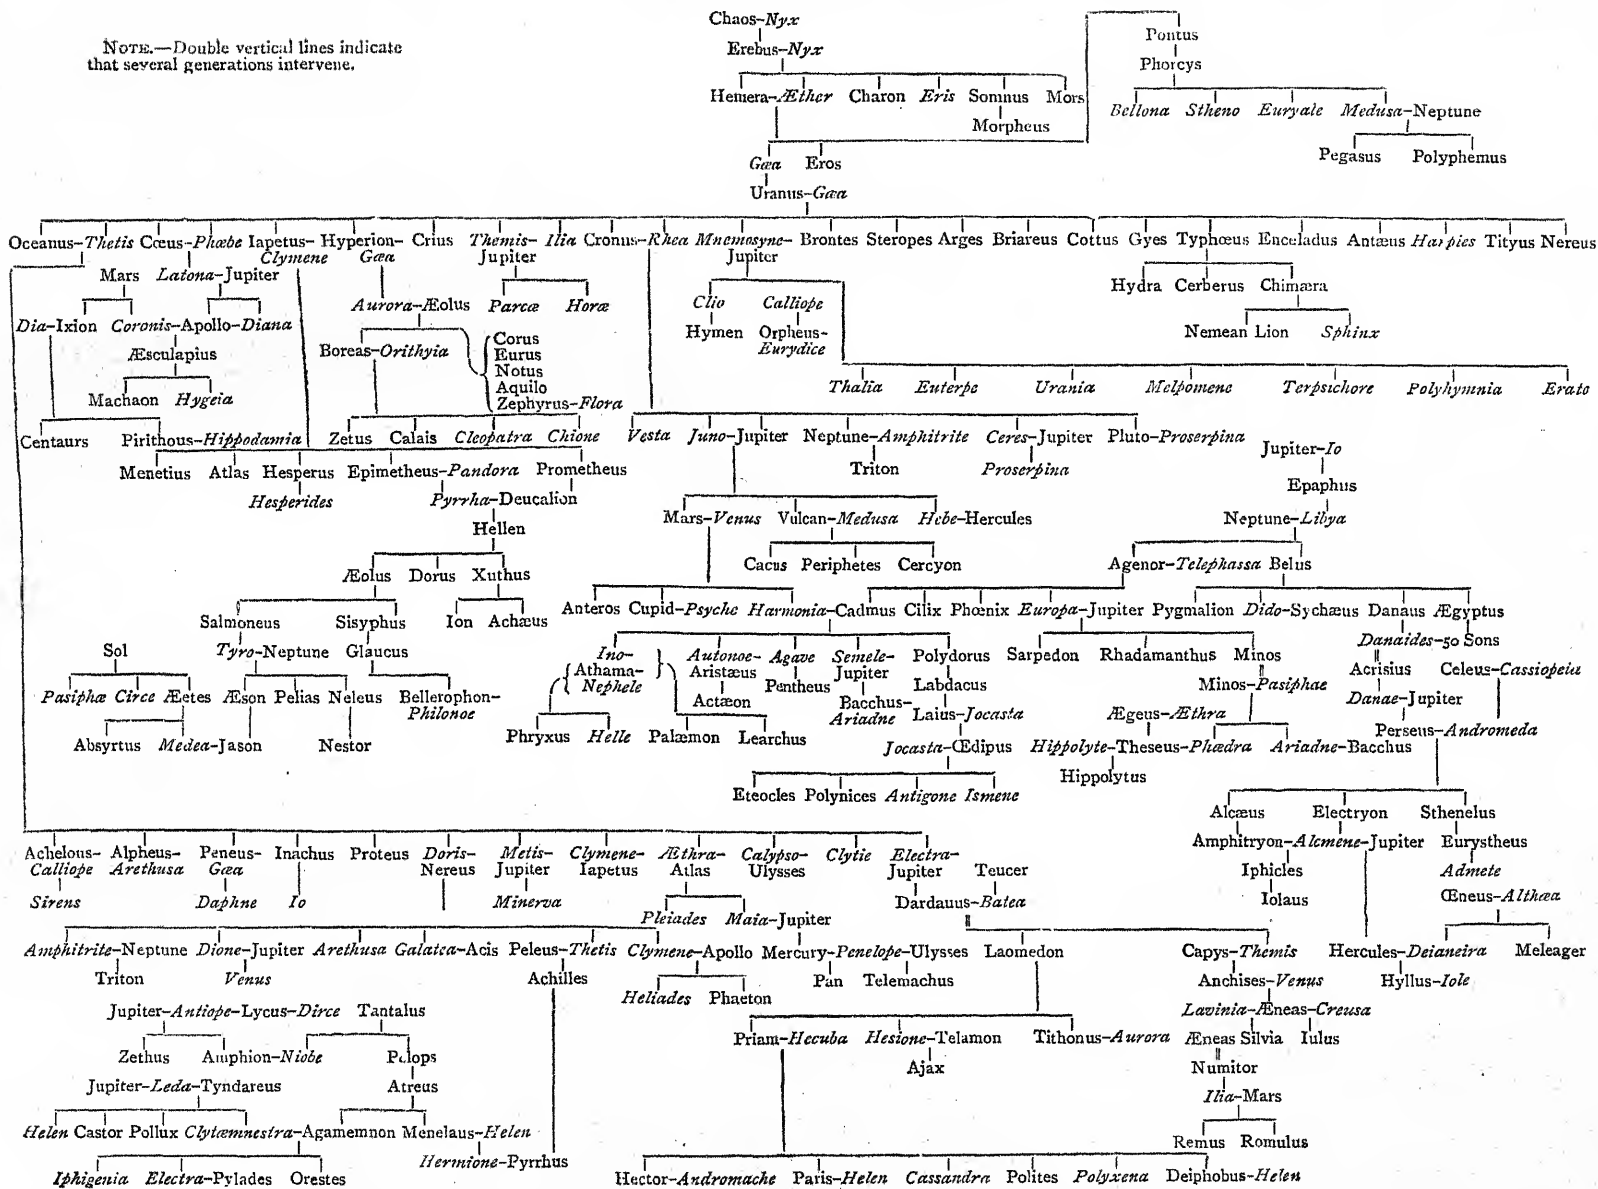 NOTE.—Double vertical lines indicate
that several generations intervene.
Chaos-Nyx
Erebus-Nyx
Hemera-Æther Charon Eris Somnus Mors
Morpheus
Pontus
Phorcys
Bellona Stheno Euryale Medusa-Neptune
Pegasus Polyphemus
Gæa Eros
Uranus-Gæa
Oceanus-Thetis Cœus-Phœbe Iapetus- Hyperion- Crius Themis- Ilia Cronus-Rhea Mnemosyne- Brontes Steropes Arges Briareus Cottus Gyes Typhœus Enceladus Antæus Harpies Tityus Nereus
Clymene Gæa Jupiter Jupiter
Mars Latona-Jupiter
Hydra Cerberus Chimæra
Aurora-Æolus Parcæ Horæ Clio Calliope
Dia-Ixion Coronis-Apollo-Diana
Hymen Orpheus-
Eurydice
Nemean Lion Sphinx
Æsculapius
Boreas-Orithyia
Corus
Eurus
Notus
Aquilo
Zephyrus-Flora
Machaon Hygeia
Thalia Euterpe Urania Melpomene Terpsichore Polyhymnia Erato
Centaurs Pirithous-Hippodamia Zetus Calais Cleopatra Chione Vesta Juno-Jupiter Neptune-Amphitrite Ceres-Jupiter Pluto-Proserpina
Jupiter-Io
Menetius Atlas Hesperus Epimetheus-Pandora Prometheus Triton Proserpina
Epaphus
Hesperides Pyrrha-Deucalion
Hellen
Mars-Venus Vulcan-Medusa Hebe-Hercules Neptune-Libya
Cacus Periphetes Cercyon Agenor-Telephassa Belus
Æolus Dorus Xuthus
Anteros Cupid-Psyche Harmonia-Cadmus Cilix Phœnix Europa-Jupiter Pygmalion Dido-Sychæus Danaus Ægyptus
Salmoneus Sisyphus Ion Achæus
Danaides-50 Sons
Sol Tyro-Neptune Glaucus
Ino- Autonoe- Agave Semele- Polydorus Sarpedon Rhadamanthus Minos
Athama- Aristæus Pentheus Jupiter Labdacus
Nephele Actæon Bacchus- Laius-Jocasta
Ariadne
Acrisius Celeus-Cassiopeia
Minos-Pasiphae Danae-Jupiter
Pasiphæ Circe Æetes Æson Pelias Neleus Bellerophon-
Philonoe
Ægeus-Æthra Perseus-Andromeda
Absyrtus Medea-Jason Nestor Phryxus Helle Palæmon Learchus
Jocasta-Œdipus Hippolyte-Theseus-Phædra Ariadne-Bacchus
Hippolytus
Eteocles Polynices Antigone Ismene
Alcæus Electryon Sthenelus
Amphitryon-Alcmene-Jupiter Eurystheus
Iphicles Admete
Iolaus Œneus-Althæa
Achelous- Alpheus- Peneus- Inachus Proteus Doris- Metis- Clymene- Æthra- Calypso- Clytie Electra-
Calliope Arethusa Gæa Nereus Jupiter Iapetus Atlas Ulysses Jupiter Teucer
Sirens Daphne Io Minerva Dardanus-Batea
Pleiades Maia-Jupiter
Amphitrite-Neptune Dione-Jupiter Arethusa Galatea-Acis Peleus-Thetis Clymene-Apollo Mercury-Penelope-Ulysses Laomedon Capys-Themis Hercules-Deianeira Meleager
Triton Venus Achilles Pan Telemachus Anchises-Venus Hyllus-Iole
Heliades Phaeton
Jupiter-Antiope-Lycus-Dirce Tantalus
Lavinia-Æneas-Creusa
Zethus Amphion-Niobe Pelops
Priam-Hecuba Hesione-Telamon Tithonus-Aurora Æneas Silvia Iulus
Ajax Numitor
Jupiter-Leda-Tyndareus Atreus
Ilia-Mars
Helen Castor Pollux Clytæmnestra-Agamemnon Menelaus-Helen
Remus Romulus
Hermione-Pyrrhus
Iphigenia Electra-Pylades Orestes
Hector-Andromache Paris-Helen Cassandra Polites Polyxena Deiphobus-Helen